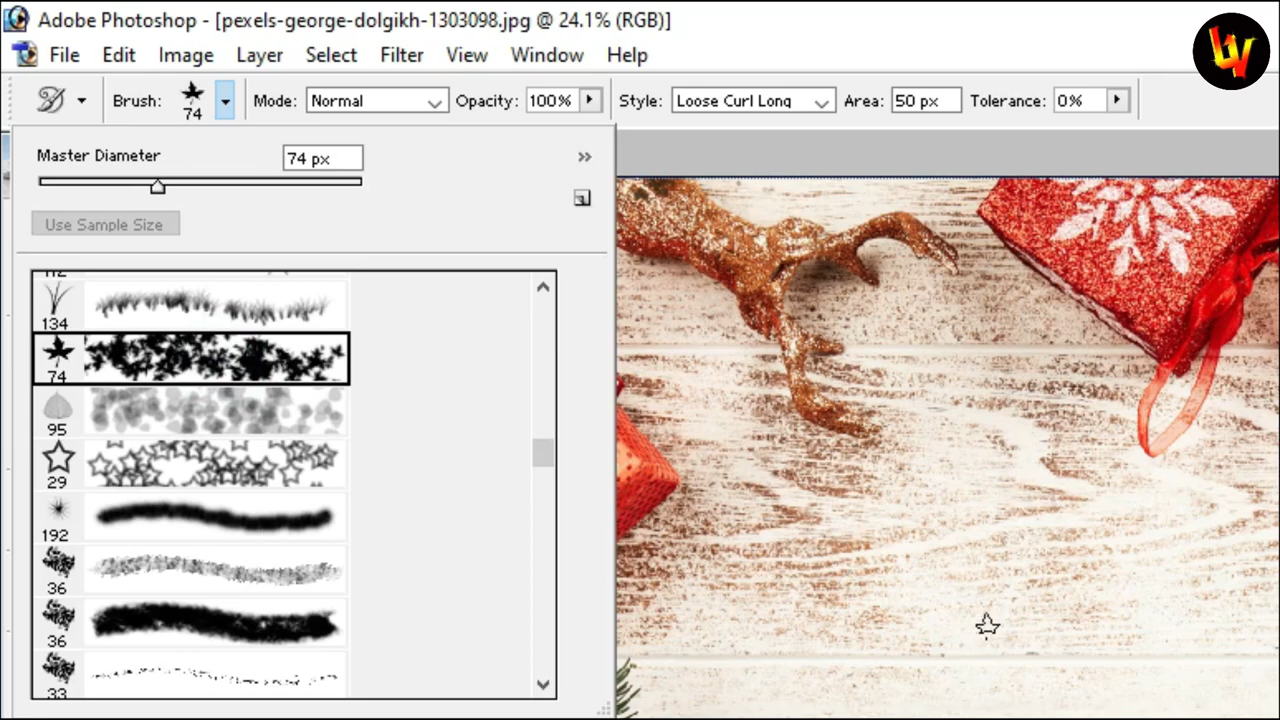 Adobe Photoshop - [pexels-george-dolgikh-1303098.jpg @ 24.1% (RGB)]
File Edit Image Layer Select Filter View Window Help
Brush: 74 Mode: Normal Opacity: 100% Style: Loose Curl Long Area: 50 px Tolerance: 0%
Master Diameter 74 px
Use Sample Size
112
134
74
95
29
192
36
36
33